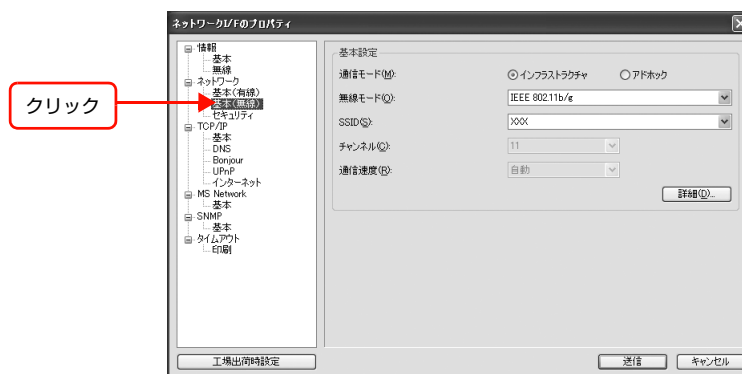 ネットワークI/Fのプロパティ
クリック
情報
基本
無線
ネットワーク
基本(有線)
基本(無線)
セキュリティ
TCP/IP
基本
DNS
Bonjour
UPnP
インターネット
MS Network
基本
SNMP
基本
タイムアウト
印刷
基本設定
通信モード(M):
インフラストラクチャ
アドホック
無線モード(O):
IEEE 802.11b/g
SSID(S):
XXX
チャンネル(C):
11
通信速度(R):
自動
詳細(D)...
工場出荷時設定
送信
キャンセル